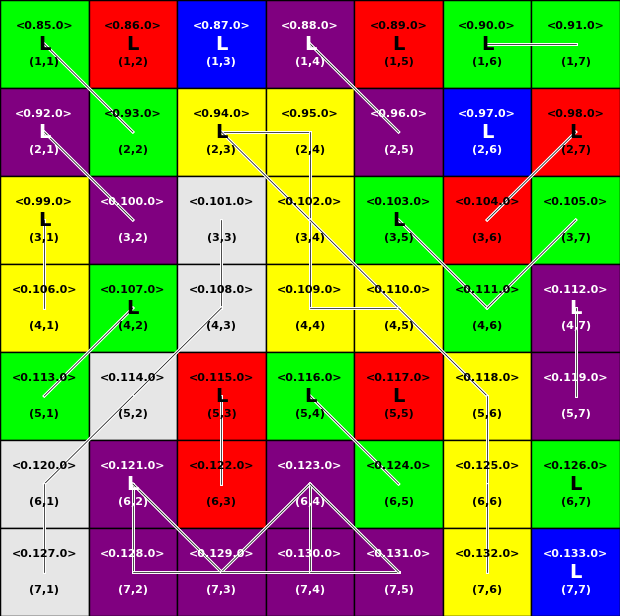 <0.85.0> <0.86.0> <0.87.0> <0.88.0> <0.89.0> <0.90.0> <0.91.0>
L L L L L L
(1,1) (1,2) (1,3) (1,4) (1,5) (1,6) (1,7)
<0.92.0> <0.93.0> <0.94.0> <0.95.0> <0.96.0> <0.97.0> <0.98.0>
L L L L
(2,1) (2,2) (2,3) (2,4) (2,5) (2,6) (2,7)
<0.99.0> <0.100.0> <0.101.0> <0.102.0> <0.103.0> <0.104.0> <0.105.0>
L L
(3,1) (3,2) (3,3) (3,4) (3,5) (3,6) (3,7)
<0.106.0> <0.107.0> <0.108.0> <0.109.0> <0.110.0> <0.111.0> <0.112.0>
L L
(4,1) (4,2) (4,3) (4,4) (4,5) (4,6) (4,7)
<0.113.0> <0.114.0> <0.115.0> <0.116.0> <0.117.0> <0.118.0> <0.119.0>
L L L
(5,1) (5,2) (5,3) (5,4) (5,5) (5,6) (5,7)
<0.120.0> <0.121.0> <0.122.0> <0.123.0> <0.124.0> <0.125.0> <0.126.0>
L L
(6,1) (6,2) (6,3) (6,4) (6,5) (6,6) (6,7)
<0.127.0> <0.128.0> <0.129.0> <0.130.0> <0.131.0> <0.132.0> <0.133.0>
L
(7,1) (7,2) (7,3) (7,4) (7,5) (7,6) (7,7)